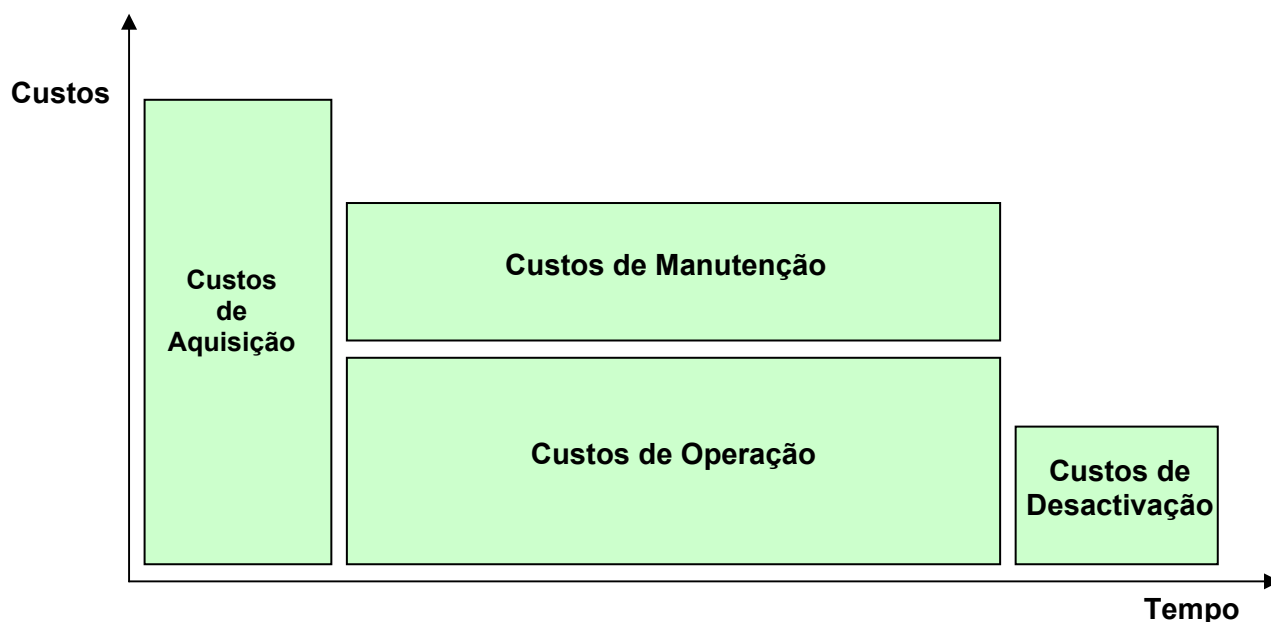 Custos
Custos
de
Aquisição
Custos de Manutenção
Custos de Operação
Custos de
Desactivação
Tempo